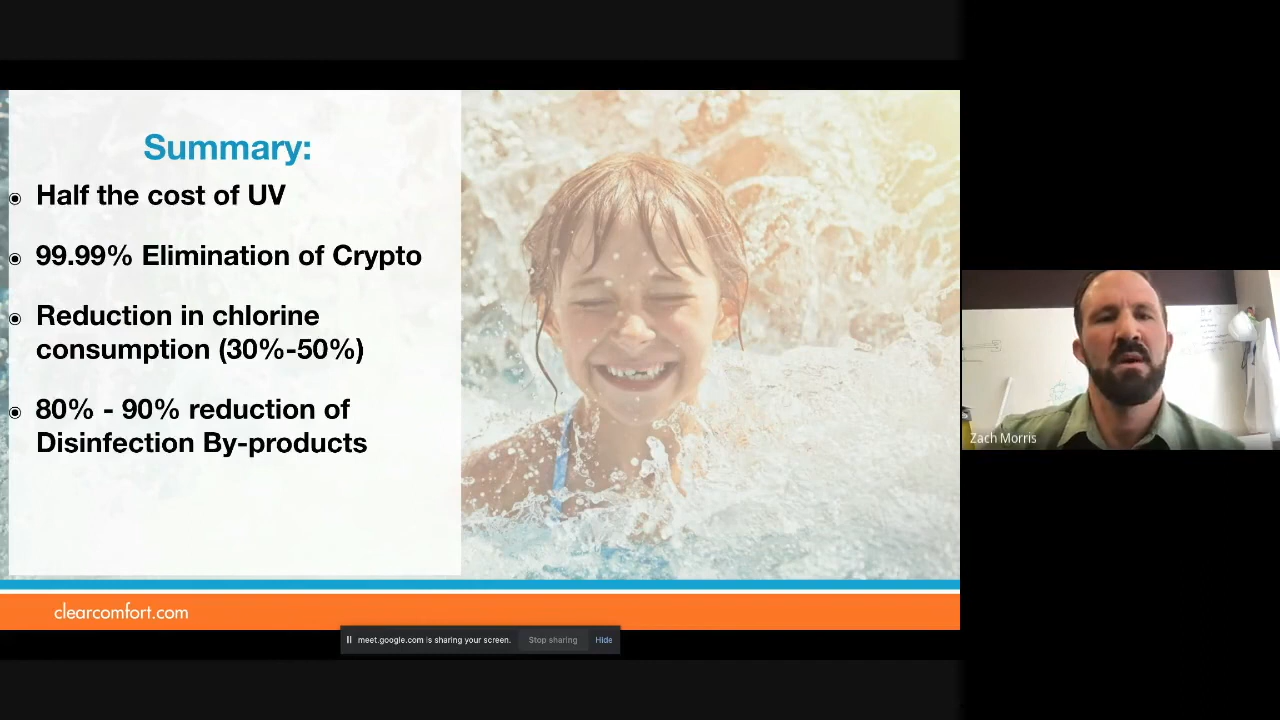 Summary:
Half the cost of UV
99.99% Elimination of Crypto
Reduction in chlorine
consumption (30%-50%)
80% - 90% reduction of
Disinfection By-products
clearcomfort.com
meet.google.com is sharing your screen.
Stop sharing
Hide
Zach Morris